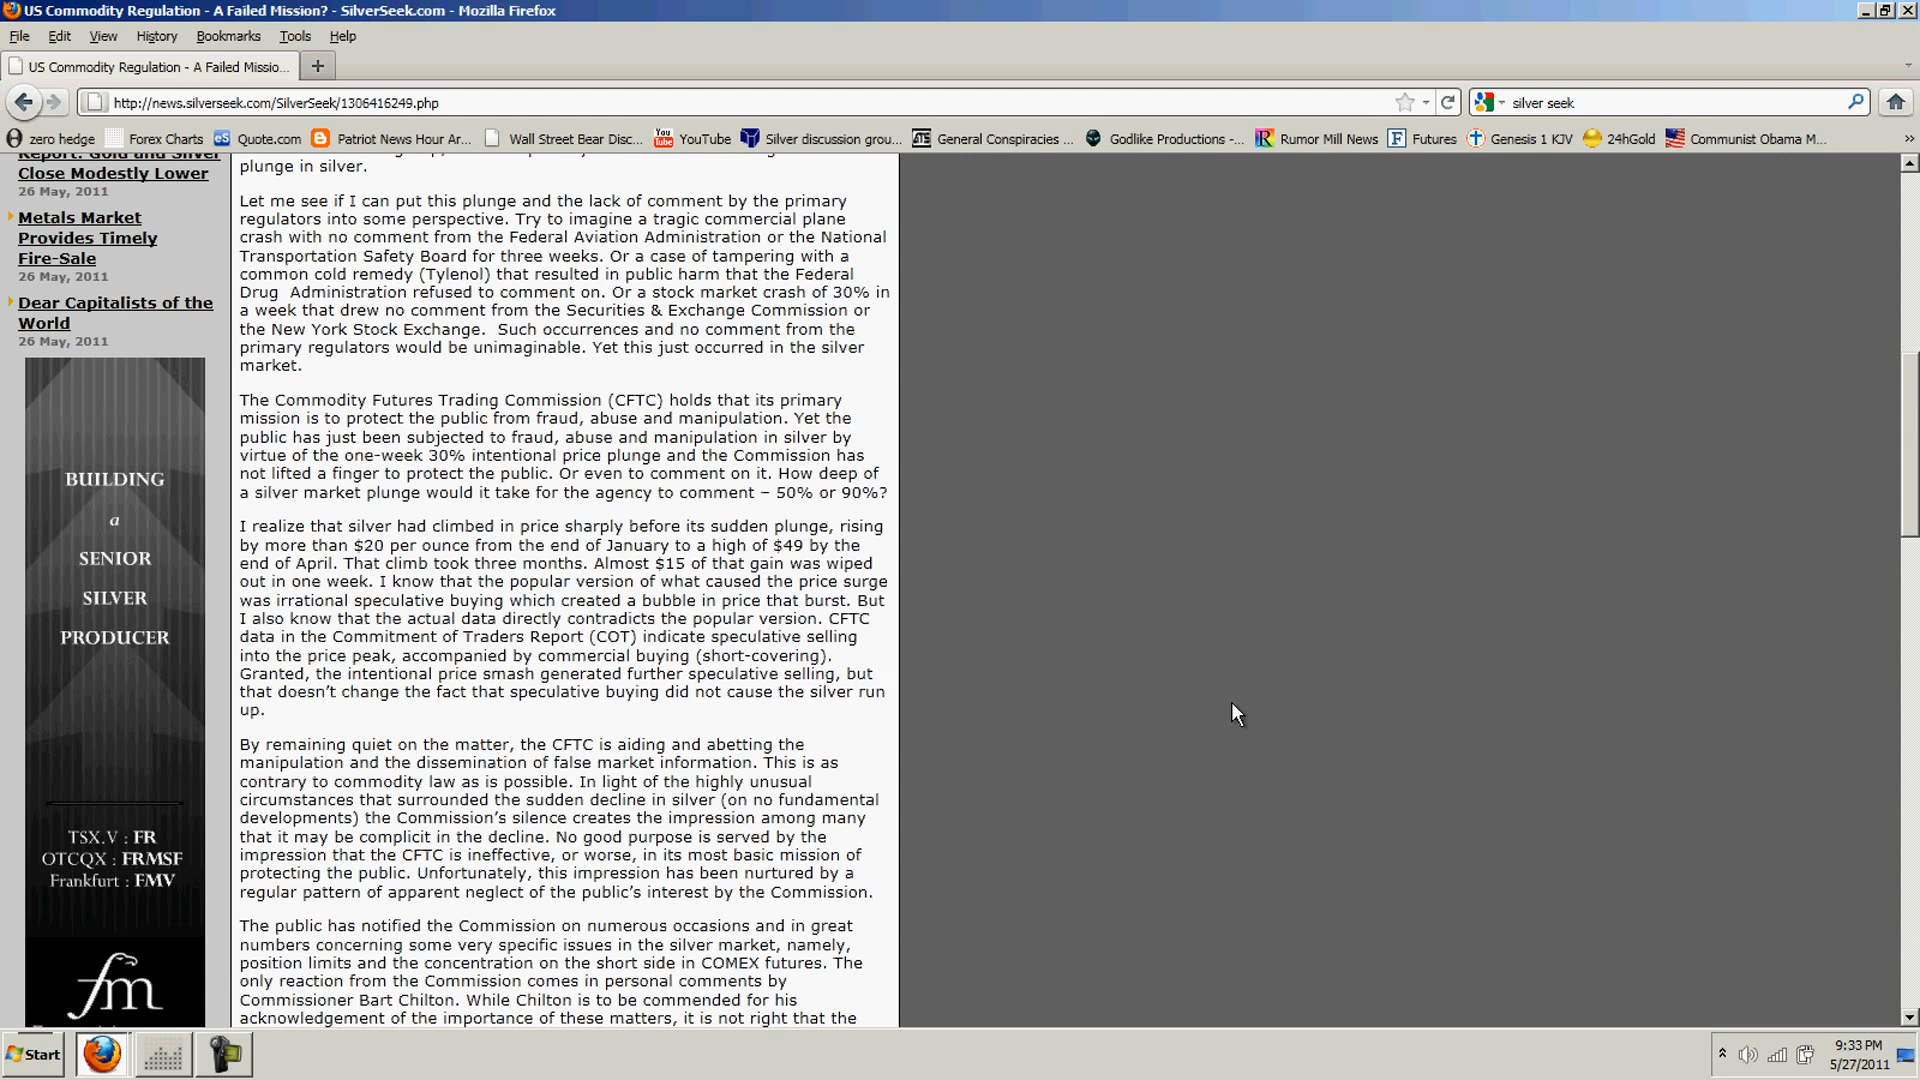 US Commodity Regulation - A Failed Mission? - SilverSeek.com - Mozilla Firefox
File Edit View History Bookmarks Tools Help
US Commodity Regulation - A Failed Missio...
http://news.silverseek.com/SilverSeek/1306416249.php
silver seek
zero hedge Forex Charts Quote.com Patriot News Hour Ar... Wall Street Bear Disc... YouTube Silver discussion grou... General Conspiracies ... Godlike Productions -... Rumor Mill News Futures Genesis 1 KJV 24hGold Communist Obama M...
Report: Gold and Silver
Close Modestly Lower
26 May, 2011
Metals Market
Provides Timely
Fire-Sale
26 May, 2011
Dear Capitalists of the
World
26 May, 2011
BUILDING
a
SENIOR
SILVER
PRODUCER
TSX.V : FR
OTCQX : FRMSF
Frankfurt : FMV
fm
plunge in silver.
Let me see if I can put this plunge and the lack of comment by the primary
regulators into some perspective. Try to imagine a tragic commercial plane
crash with no comment from the Federal Aviation Administration or the National
Transportation Safety Board for three weeks. Or a case of tampering with a
common cold remedy (Tylenol) that resulted in public harm that the Federal
Drug  Administration refused to comment on. Or a stock market crash of 30% in
a week that drew no comment from the Securities & Exchange Commission or
the New York Stock Exchange.  Such occurrences and no comment from the
primary regulators would be unimaginable. Yet this just occurred in the silver
market.
The Commodity Futures Trading Commission (CFTC) holds that its primary
mission is to protect the public from fraud, abuse and manipulation. Yet the
public has just been subjected to fraud, abuse and manipulation in silver by
virtue of the one-week 30% intentional price plunge and the Commission has
not lifted a finger to protect the public. Or even to comment on it. How deep of
a silver market plunge would it take for the agency to comment – 50% or 90%?
I realize that silver had climbed in price sharply before its sudden plunge, rising
by more than $20 per ounce from the end of January to a high of $49 by the
end of April. That climb took three months. Almost $15 of that gain was wiped
out in one week. I know that the popular version of what caused the price surge
was irrational speculative buying which created a bubble in price that burst. But
I also know that the actual data directly contradicts the popular version. CFTC
data in the Commitment of Traders Report (COT) indicate speculative selling
into the price peak, accompanied by commercial buying (short-covering).
Granted, the intentional price smash generated further speculative selling, but
that doesn’t change the fact that speculative buying did not cause the silver run
up.
By remaining quiet on the matter, the CFTC is aiding and abetting the
manipulation and the dissemination of false market information. This is as
contrary to commodity law as is possible. In light of the highly unusual
circumstances that surrounded the sudden decline in silver (on no fundamental
developments) the Commission’s silence creates the impression among many
that it may be complicit in the decline. No good purpose is served by the
impression that the CFTC is ineffective, or worse, in its most basic mission of
protecting the public. Unfortunately, this impression has been nurtured by a
regular pattern of apparent neglect of the public’s interest by the Commission.
The public has notified the Commission on numerous occasions and in great
numbers concerning some very specific issues in the silver market, namely,
position limits and the concentration on the short side in COMEX futures. The
only reaction from the Commission comes in personal comments by
Commissioner Bart Chilton. While Chilton is to be commended for his
acknowledgement of the importance of these matters, it is not right that the
Start
9:33 PM
5/27/2011